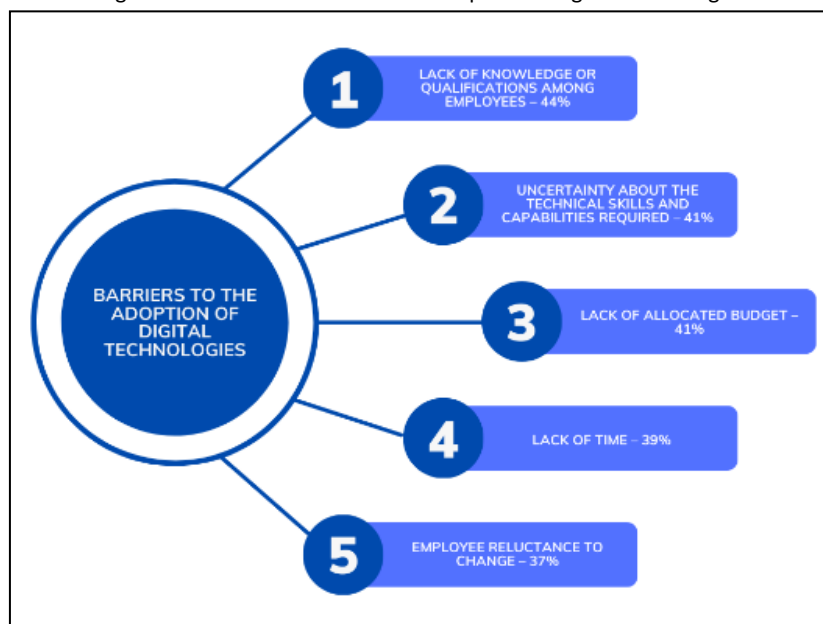 1
LACK OF KNOWLEDGE OR
QUALIFICATIONS AMONG
EMPLOYEES – 44%
2
UNCERTAINTY ABOUT THE
TECHNICAL SKILLS AND
CAPABILITIES REQUIRED – 41%
BARRIERS TO THE
ADOPTION OF
DIGITAL
TECHNOLOGIES
3
LACK OF ALLOCATED BUDGET –
41%
4
LACK OF TIME – 39%
5
EMPLOYEE RELUCTANCE TO
CHANGE – 37%